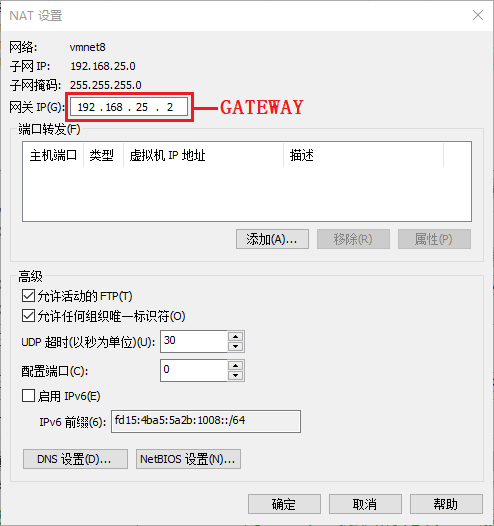 NAT 设置
网络: vmnet8
子网 IP: 192.168.25.0
子网掩码: 255.255.255.0
网关 IP(G): 192 . 168 . 25 . 2 GATEWAY
端口转发(F)
主机端口 类型 虚拟机 IP 地址 描述
添加(A)... 移除(R) 属性(P)
高级
允许活动的 FTP(T)
允许任何组织唯一标识符(O)
UDP 超时(以秒为单位)(U): 30
配置端口(C): 0
启用 IPv6(E)
IPv6 前缀(6): fd15:4ba5:5a2b:1008::/64
DNS 设置(D)... NetBIOS 设置(N)...
确定 取消 帮助